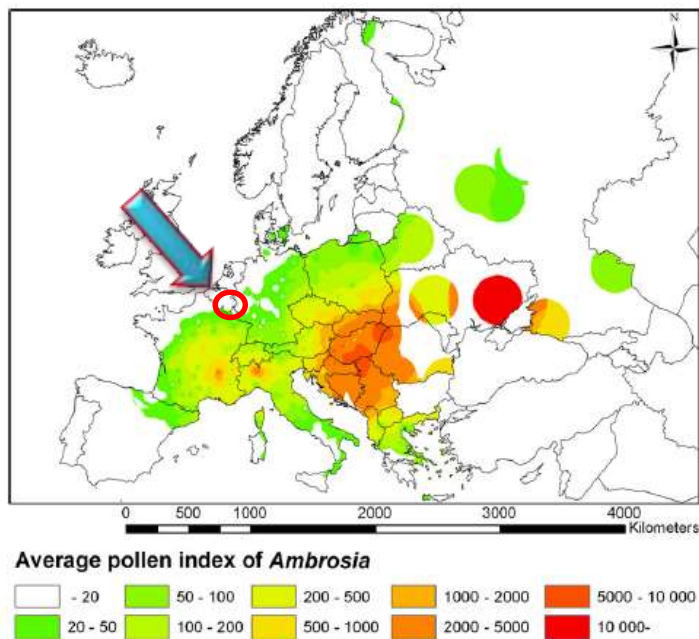 0 500 1000 2000 3000 4000
Kilometers
Average pollen index of Ambrosia
- 20 50 - 100 200 - 500 1000 - 2000 5000 - 10 000
20 - 50 100 - 200 500 - 1000 2000 - 5000 10 000-